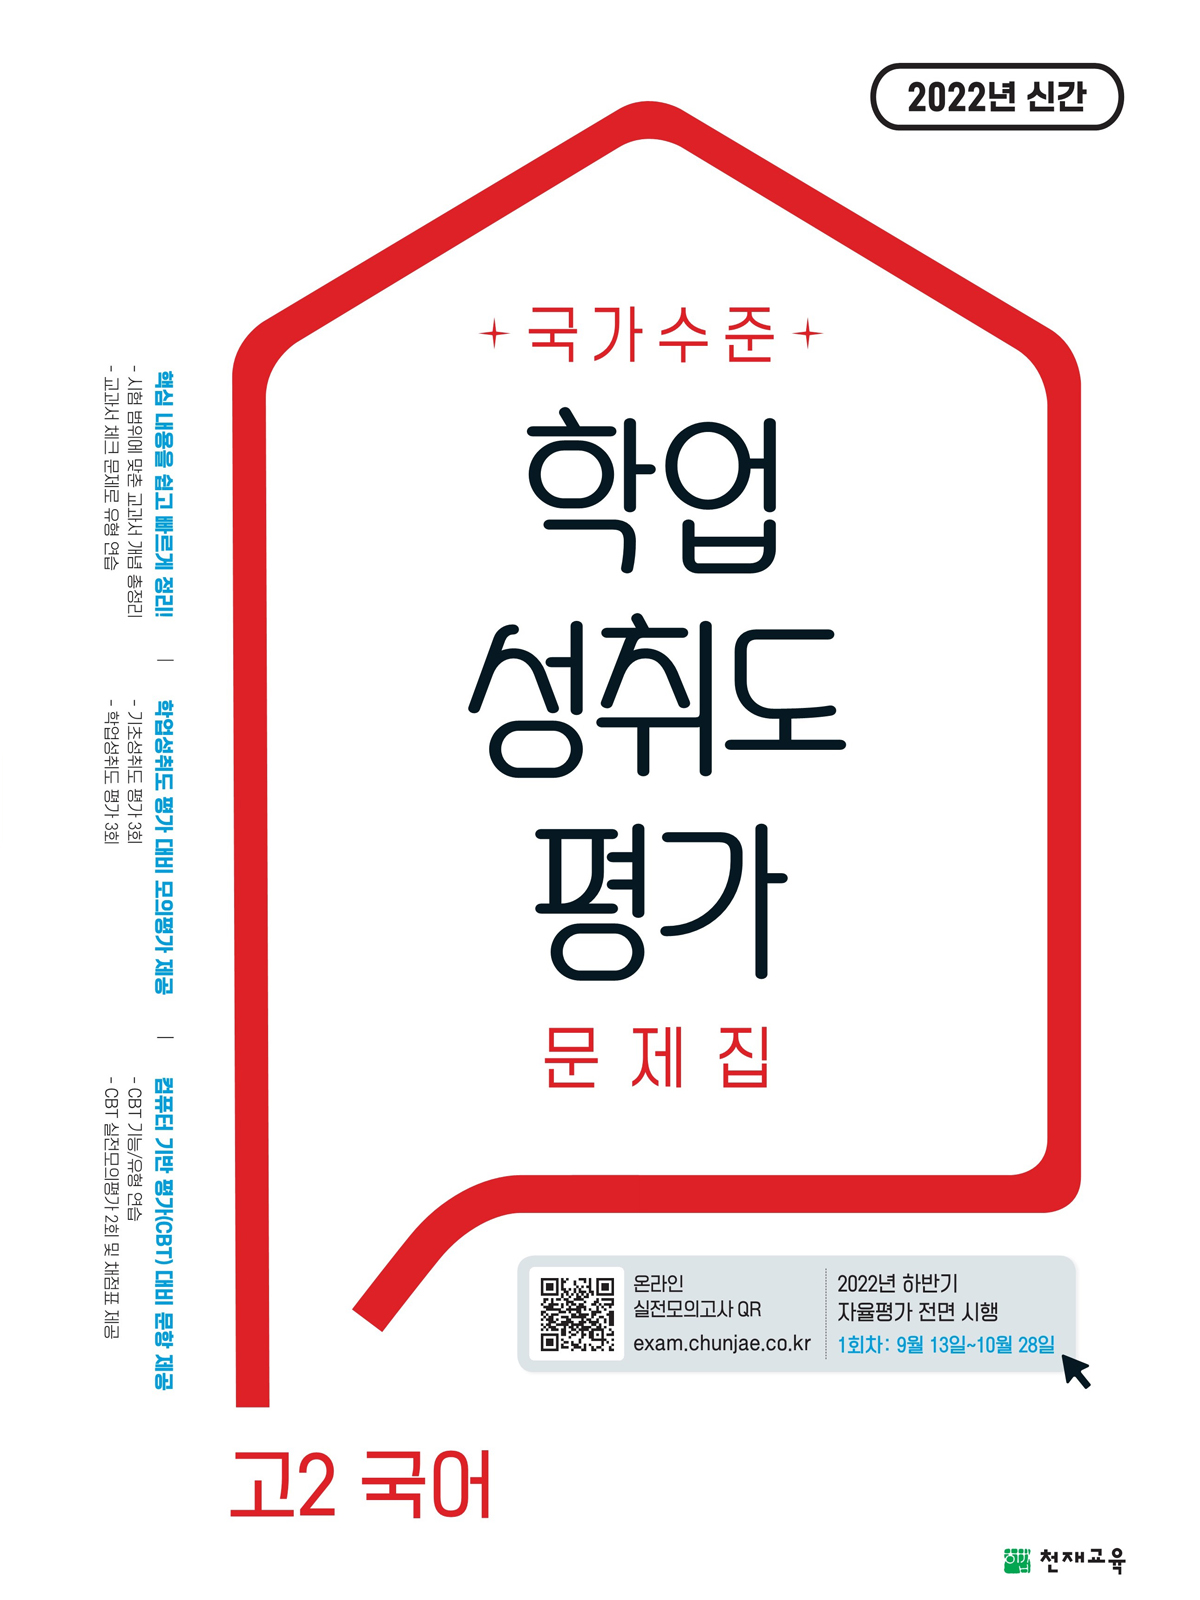 2022년 신간
국가수준
학업
성취도
평가
문제집
핵심 내용을 쉽고 빠르게 정리!
- 시험 범위에 맞춘 교과서 개념 총정리
- 교과서 체크 문제로 유형 연습
학업성취도 평가 대비 모의평가 제공
- 기초성취도 평가 3회
- 학업성취도 평가 3회
컴퓨터 기반 평가(CBT) 대비 문항 제공
- CBT 기능/유형 연습
- CBT 실전모의평가 2회 및 채점표 제공
온라인
실전모의고사 QR
exam.chunjae.co.kr
2022년 하반기
자율평가 전면 시행
1회차: 9월 13일~10월 28일
고2 국어
천재교육